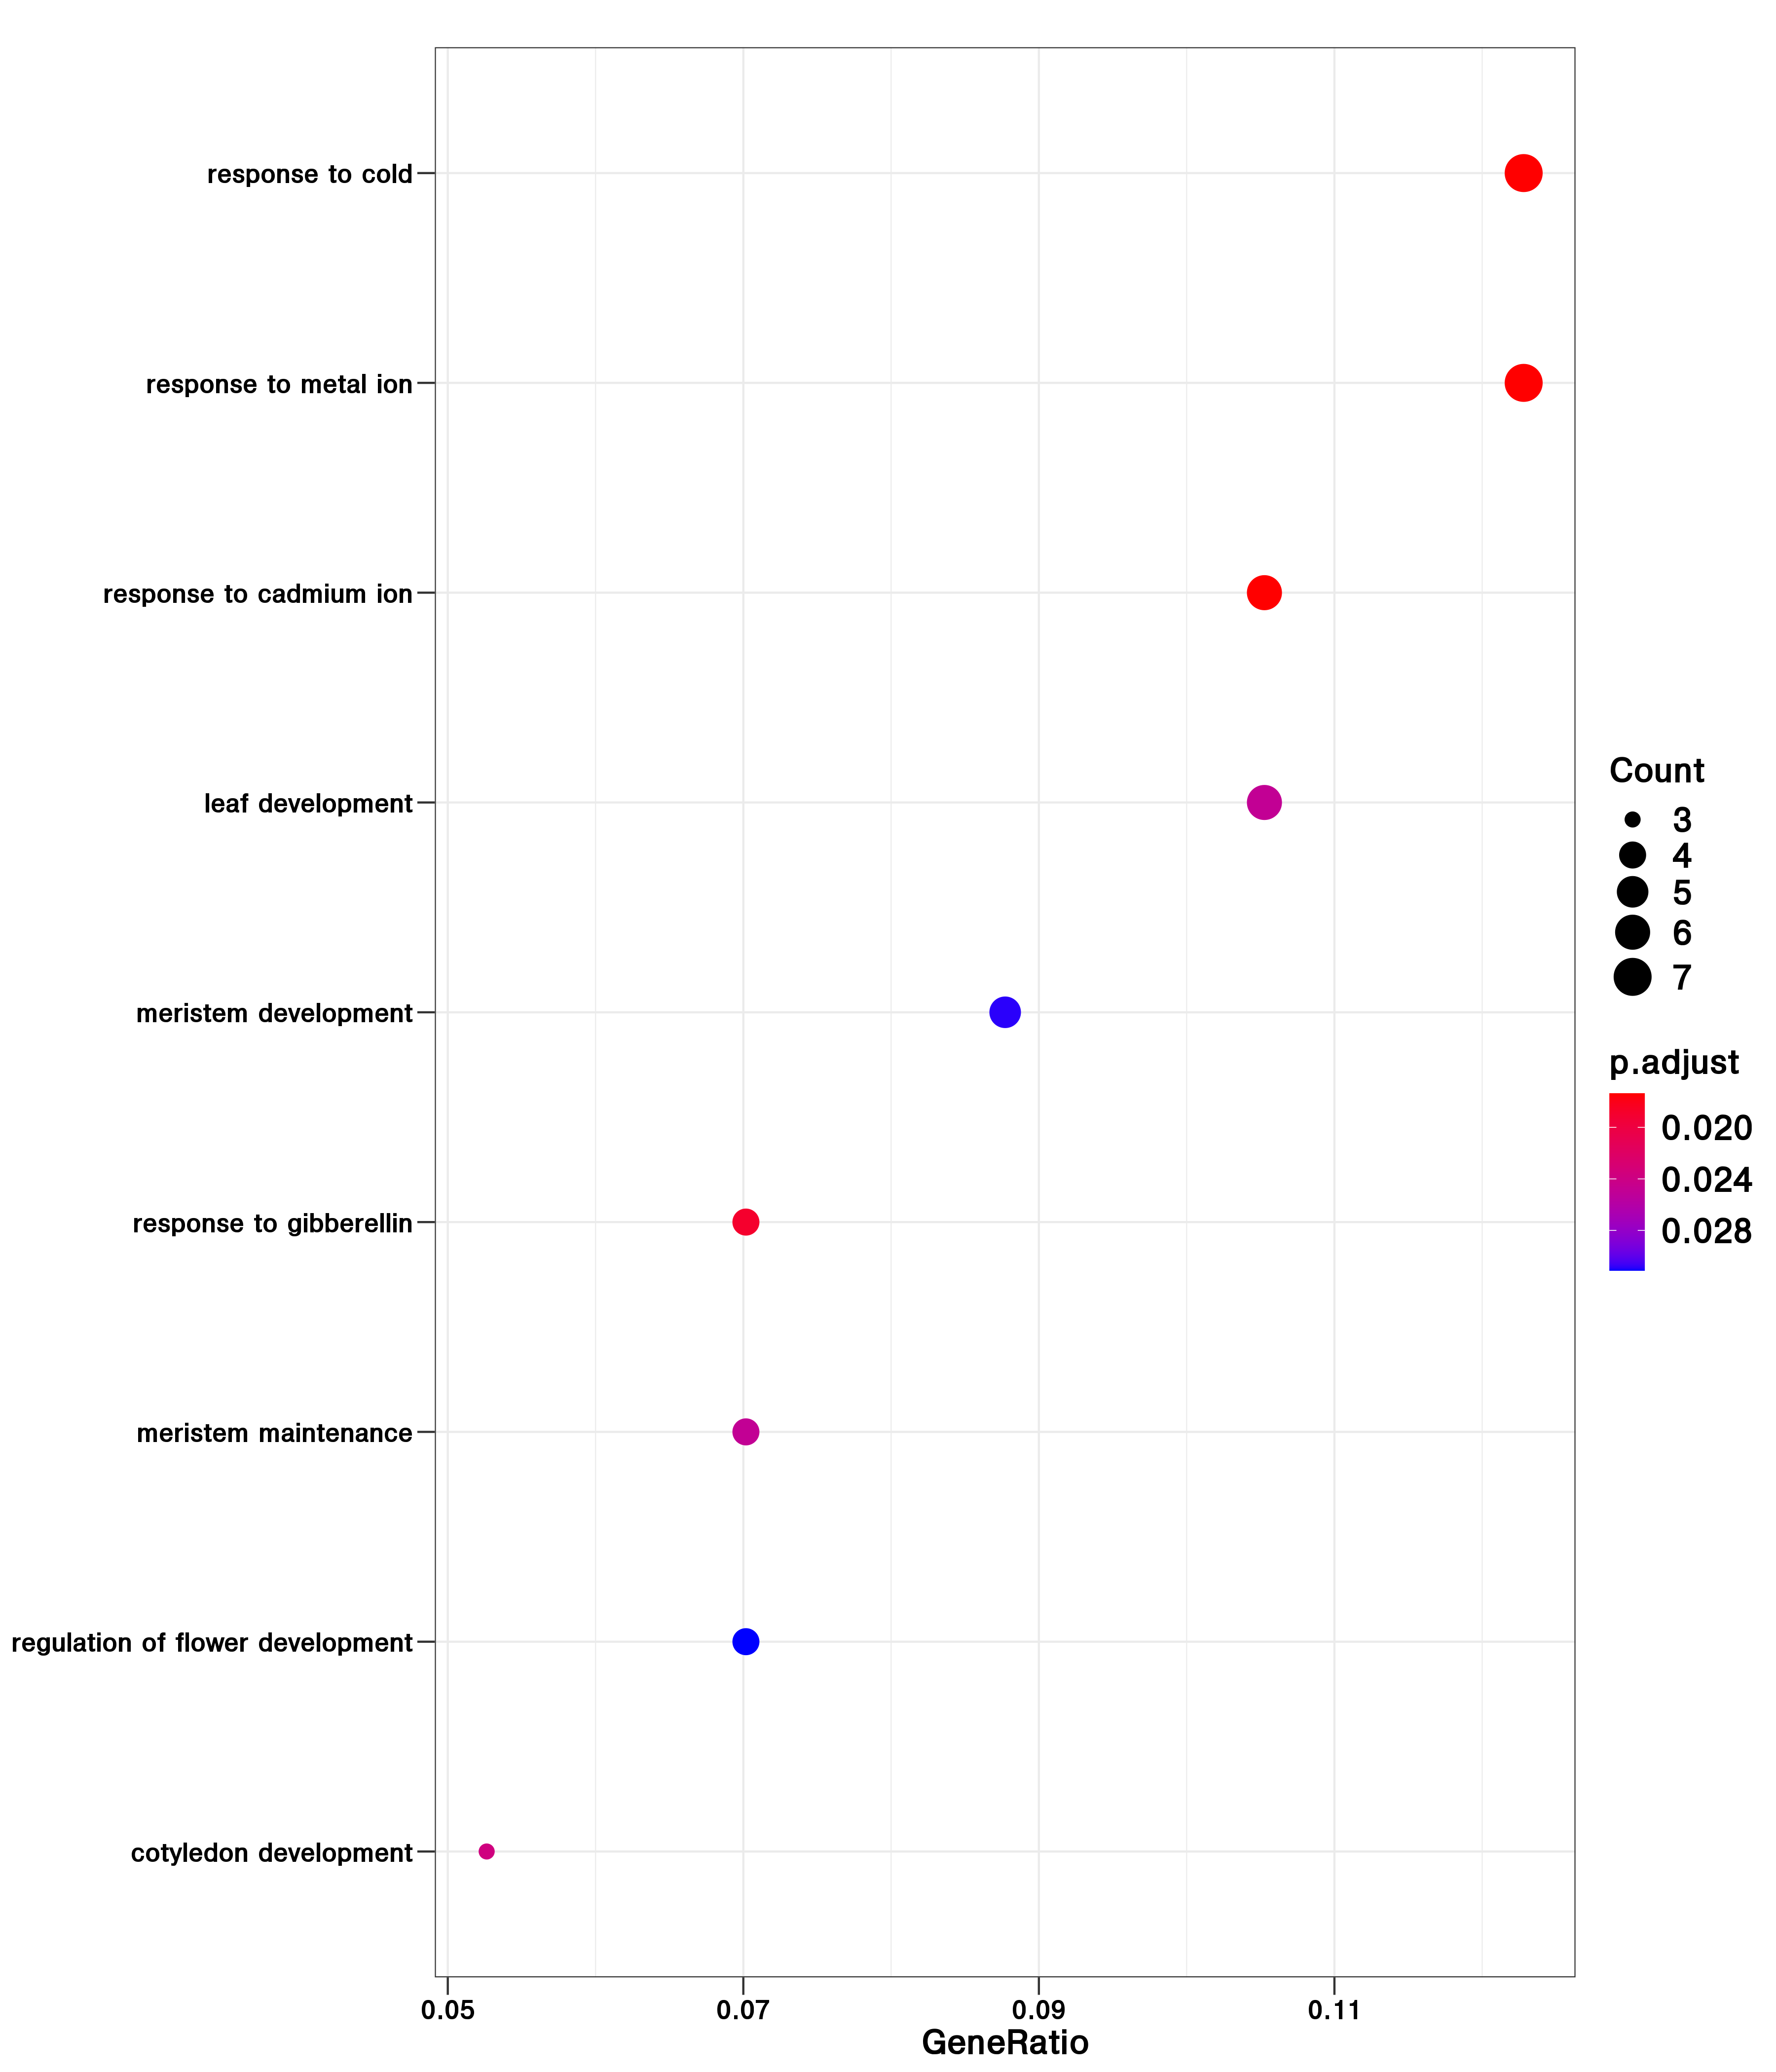 response to cold
response to metal ion
response to cadmium ion
leaf development
meristem development
response to gibberellin
meristem maintenance
regulation of flower development
cotyledon development
0.05 0.07 0.09 0.11
GeneRatio
Count
3
4
5
6
7
p.adjust
0.020
0.024
0.028